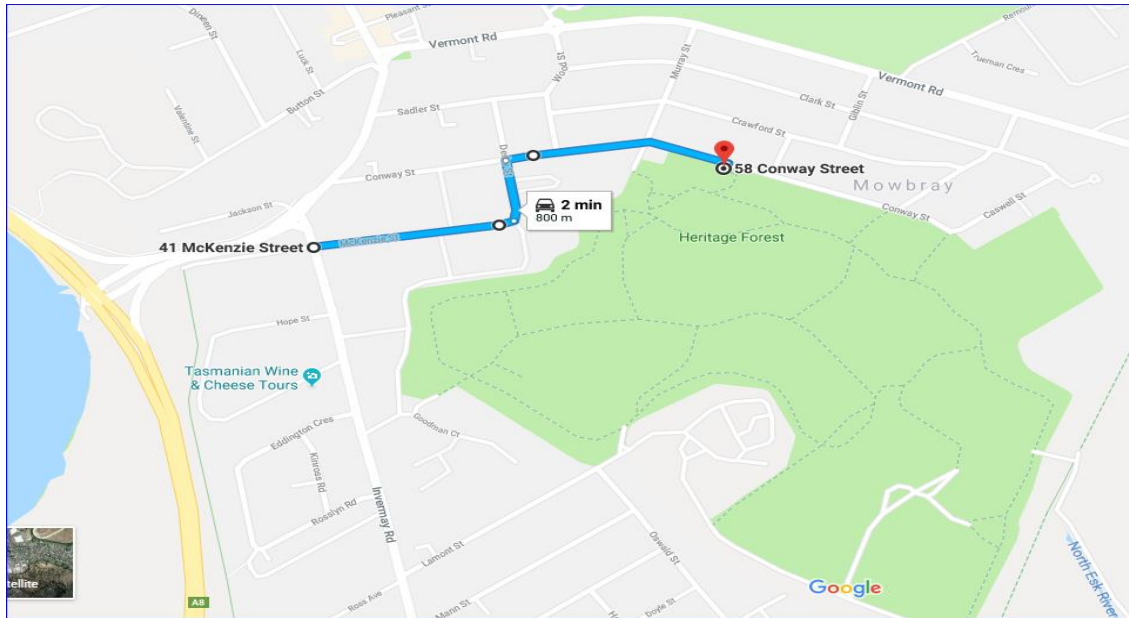 Pleasant St
Dineen St
Luck St
Vermont Rd
Murray St
Remou
Trueman Cres
Button St
Wood St
Vermont Rd
Valentine St
Sadler St
Clark St
Giblin St
Crawford St
De
Conway St
58 Conway Street
Mowbray
2 min
800 m
Jackson St
Conway St
Caswell St
41 McKenzie Street
McKenzie St
Heritage Forest
Hope St
Tasmanian Wine
& Cheese Tours
Goodman Ct
Eddington Cres
Kinross Rd
Invermay Rd
Rosslyn Rd
Lamont St
Oswald St
North Esk River
tellite
Google
A8
Ross Ave
Mann St
Doyle St
H